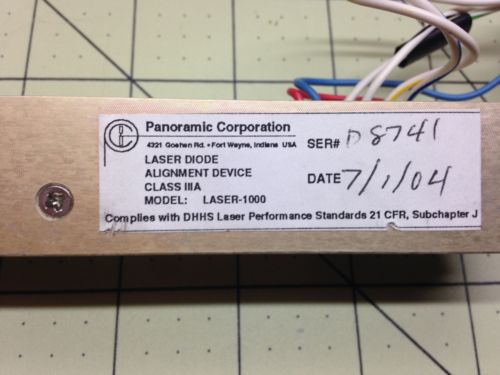 Panoramic Corporation
4321 Goshen Rd. • Fort Wayne, Indiana USA
LASER DIODE
ALIGNMENT DEVICE
CLASS IIIA
MODEL: LASER-1000
SER# D8741
DATE 7/1/04
Complies with DHHS Laser Performance Standards 21 CFR, Subchapter J